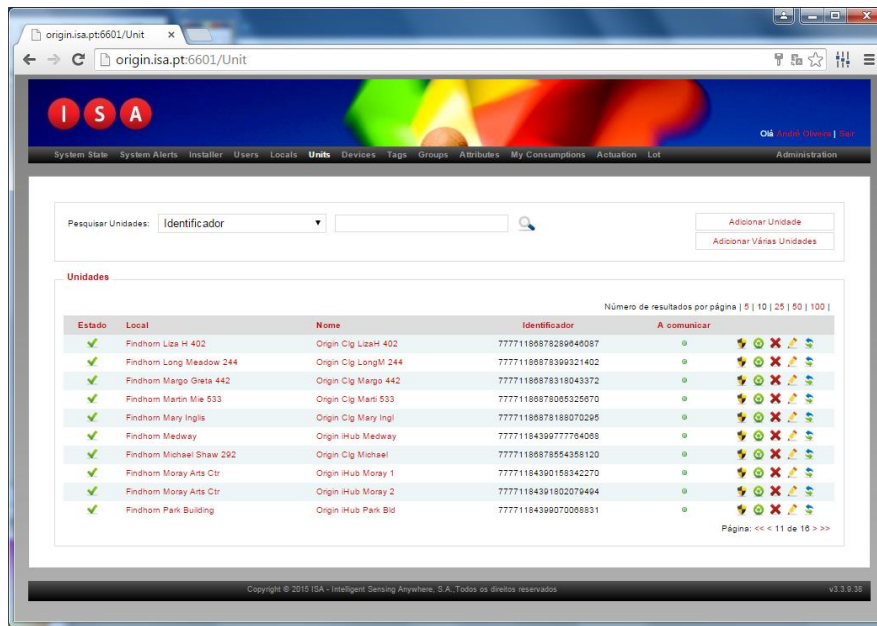 origin.isa.pt:6601/Unit
origin.isa.pt:6601/Unit
I S A
Olá André Oliveira | Sair
System State System Alerts Installer Users Locals Units Devices Tags Groups Attributes My Consumptions Actuation Lot Administration
Pesquisar Unidades: Identificador
Adicionar Unidade
Adicionar Várias Unidades
Unidades
Número de resultados por página | 5 | 10 | 25 | 50 | 100 |
Estado Local Nome Identificador A comunicar
Findhorn Liza H 402 Origin Clg LizaH 402 77771186878289646087
Findhorn Long Meadow 244 Origin Clg LongM 244 77771186878399321402
Findhorn Margo Greta 442 Origin Clg Margo 442 77771186878318043372
Findhorn Martin Mie 533 Origin Clg Marti 533 77771186878065325670
Findhorn Mary Inglis Origin Clg Mary Ingl 77771186878188070295
Findhorn Medway Origin iHub Medway 77771184399777764068
Findhorn Michael Shaw 292 Origin Clg Michael 77771186878554358120
Findhorn Moray Arts Ctr Origin iHub Moray 1 77771184390158342270
Findhorn Moray Arts Ctr Origin iHub Moray 2 77771184391802079494
Findhorn Park Building Origin iHub Park Bld 77771184399070068831
Página: << < 11 de 16 > >>
Copyright © 2015 ISA - Intelligent Sensing Anywhere, S.A.,Todos os direitos reservados v3.3.9.36